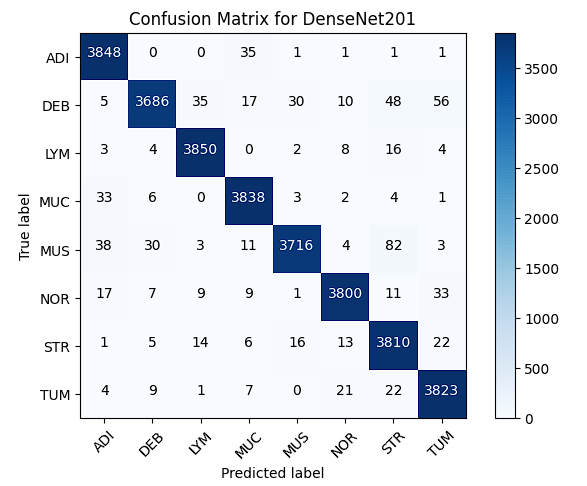 Confusion Matrix for DenseNet201
ADI 3848 0 0 35 1 1 1 1
DEB 5 3686 35 17 30 10 48 56
LYM 3 4 3850 0 2 8 16 4
MUC 33 6 0 3838 3 2 4 1
MUS 38 30 3 11 3716 4 82 3
NOR 17 7 9 9 1 3800 11 33
STR 1 5 14 6 16 13 3810 22
TUM 4 9 1 7 0 21 22 3823
ADI DEB LYM MUC MUS NOR STR TUM
Predicted label
True label
3500
3000
2500
2000
1500
1000
500
0